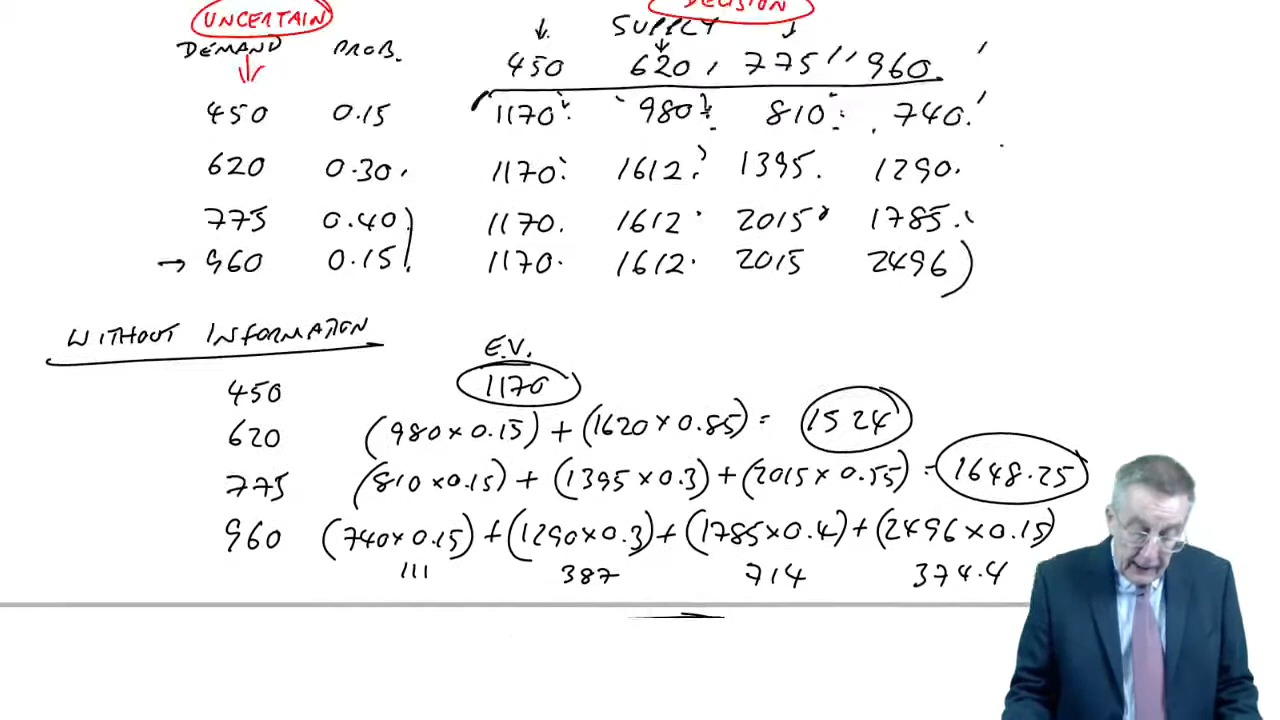 UNCERTAIN DECISION
DEMAND PROB. SUPPLY
450 620 775 960
450 0.15 1170 980 810 740
620 0.30 1170 1612 1395 1290
775 0.40 1170 1612 2015 1785
960 0.15 1170 1612 2015 2496
WITHOUT INFORMATION
E.V.
450 1170
620 (980 × 0.15) + (1620 × 0.85) = 1524
775 (810 × 0.15) + (1395 × 0.3) + (2015 × 0.55) = 1648.25
960 (740 × 0.15) + (1290 × 0.3) + (1785 × 0.4) + (2496 × 0.15)
111 387 714 374.4